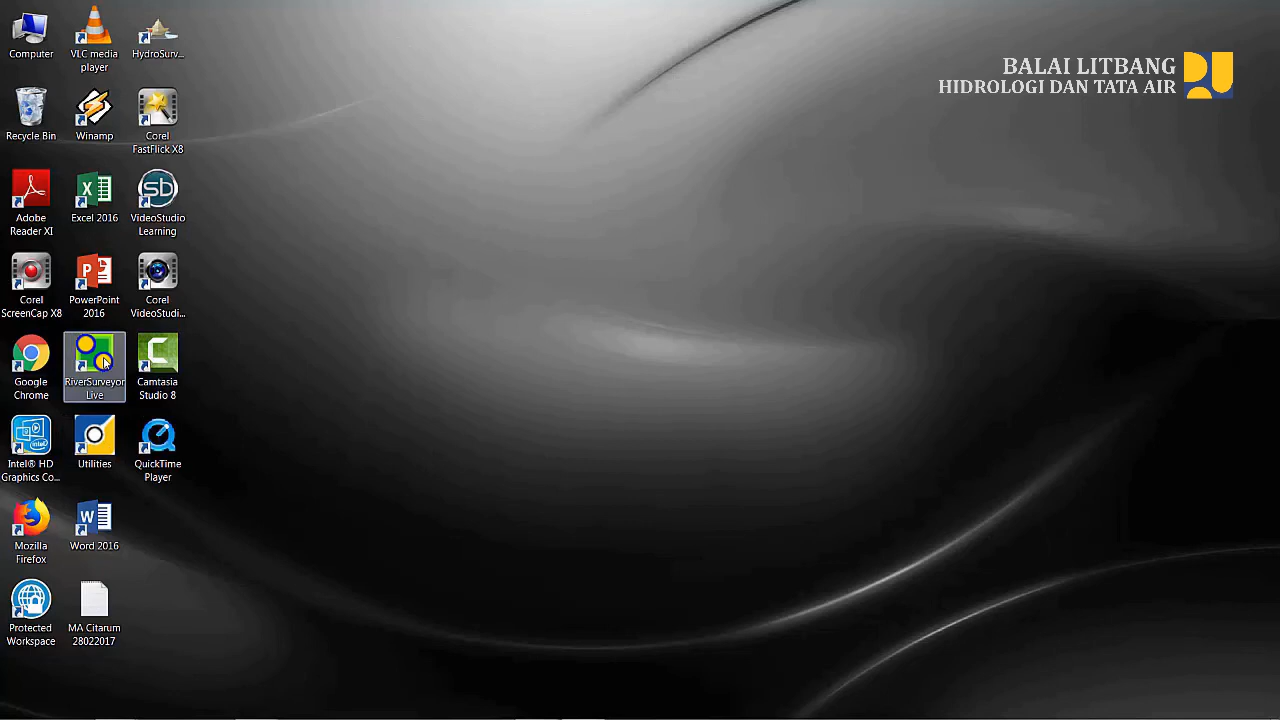 BALAI LITBANG
HIDROLOGI DAN TATA AIR
Computer
VLC media
player
HydroSurv...
Recycle Bin
Winamp
Corel
FastFlick X8
Adobe
Reader XI
Excel 2016
VideoStudio
Learning
Corel
ScreenCap X8
PowerPoint
2016
Corel
VideoStudi...
Google
Chrome
RiverSurveyor
Live
Camtasia
Studio 8
Intel® HD
Graphics Co...
Utilities
QuickTime
Player
Mozilla
Firefox
Word 2016
Protected
Workspace
MA Citarum
28022017